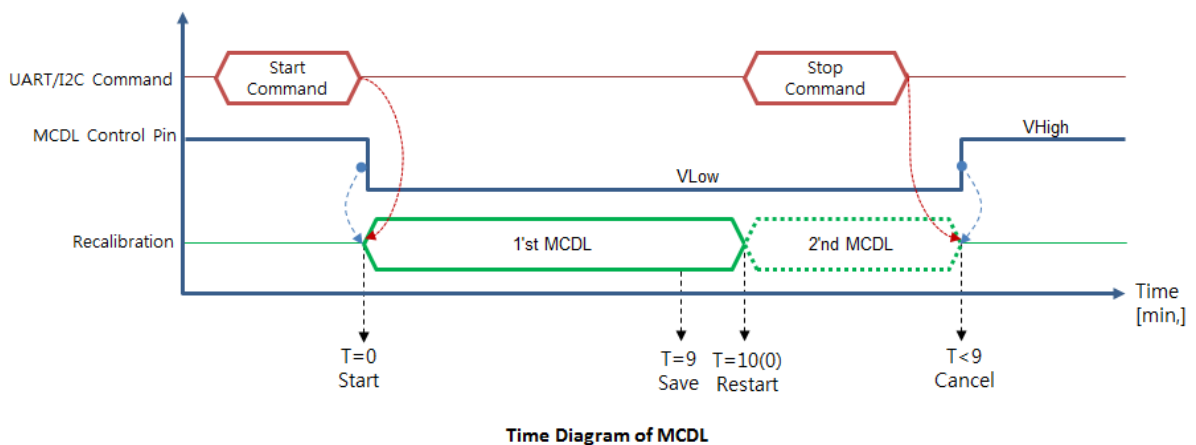 Start
Command
Stop
Command
UART/I2C Command
MCDL Control Pin
VHigh
VLow
Recalibration
1'st MCDL
2'nd MCDL
Time
[min,]
T=0
Start
T=9
Save
T=10(0)
Restart
T<9
Cancel
Time Diagram of MCDL